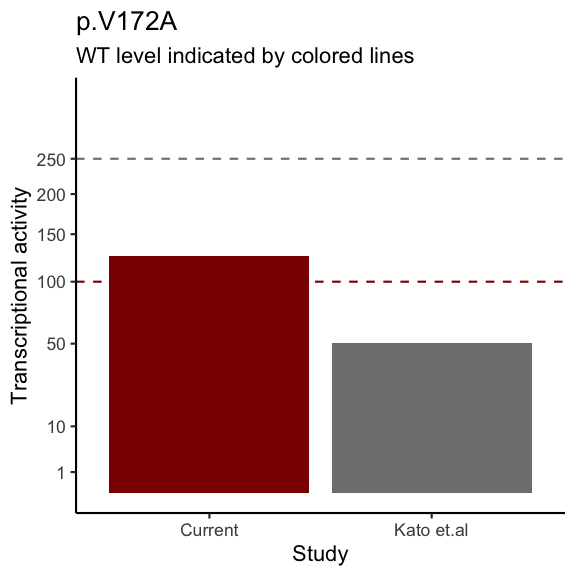 p.V172A
WT level indicated by colored lines
250
200
150
100
50
10
1
Transcriptional activity
Current
Kato et.al
Study